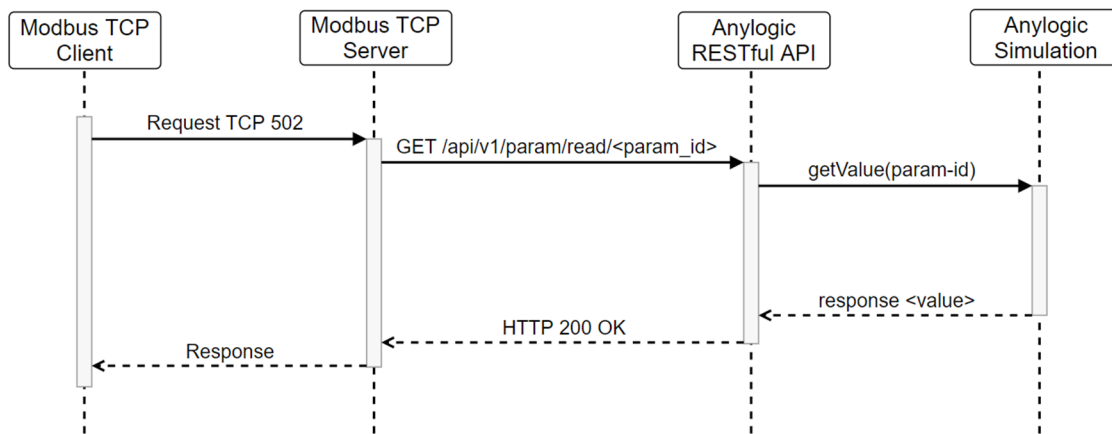 Modbus TCP
Client
Modbus TCP
Server
Anylogic
RESTful API
Anylogic
Simulation
Request TCP 502
GET /api/v1/param/read/<param_id>
getValue(param-id)
response <value>
HTTP 200 OK
Response